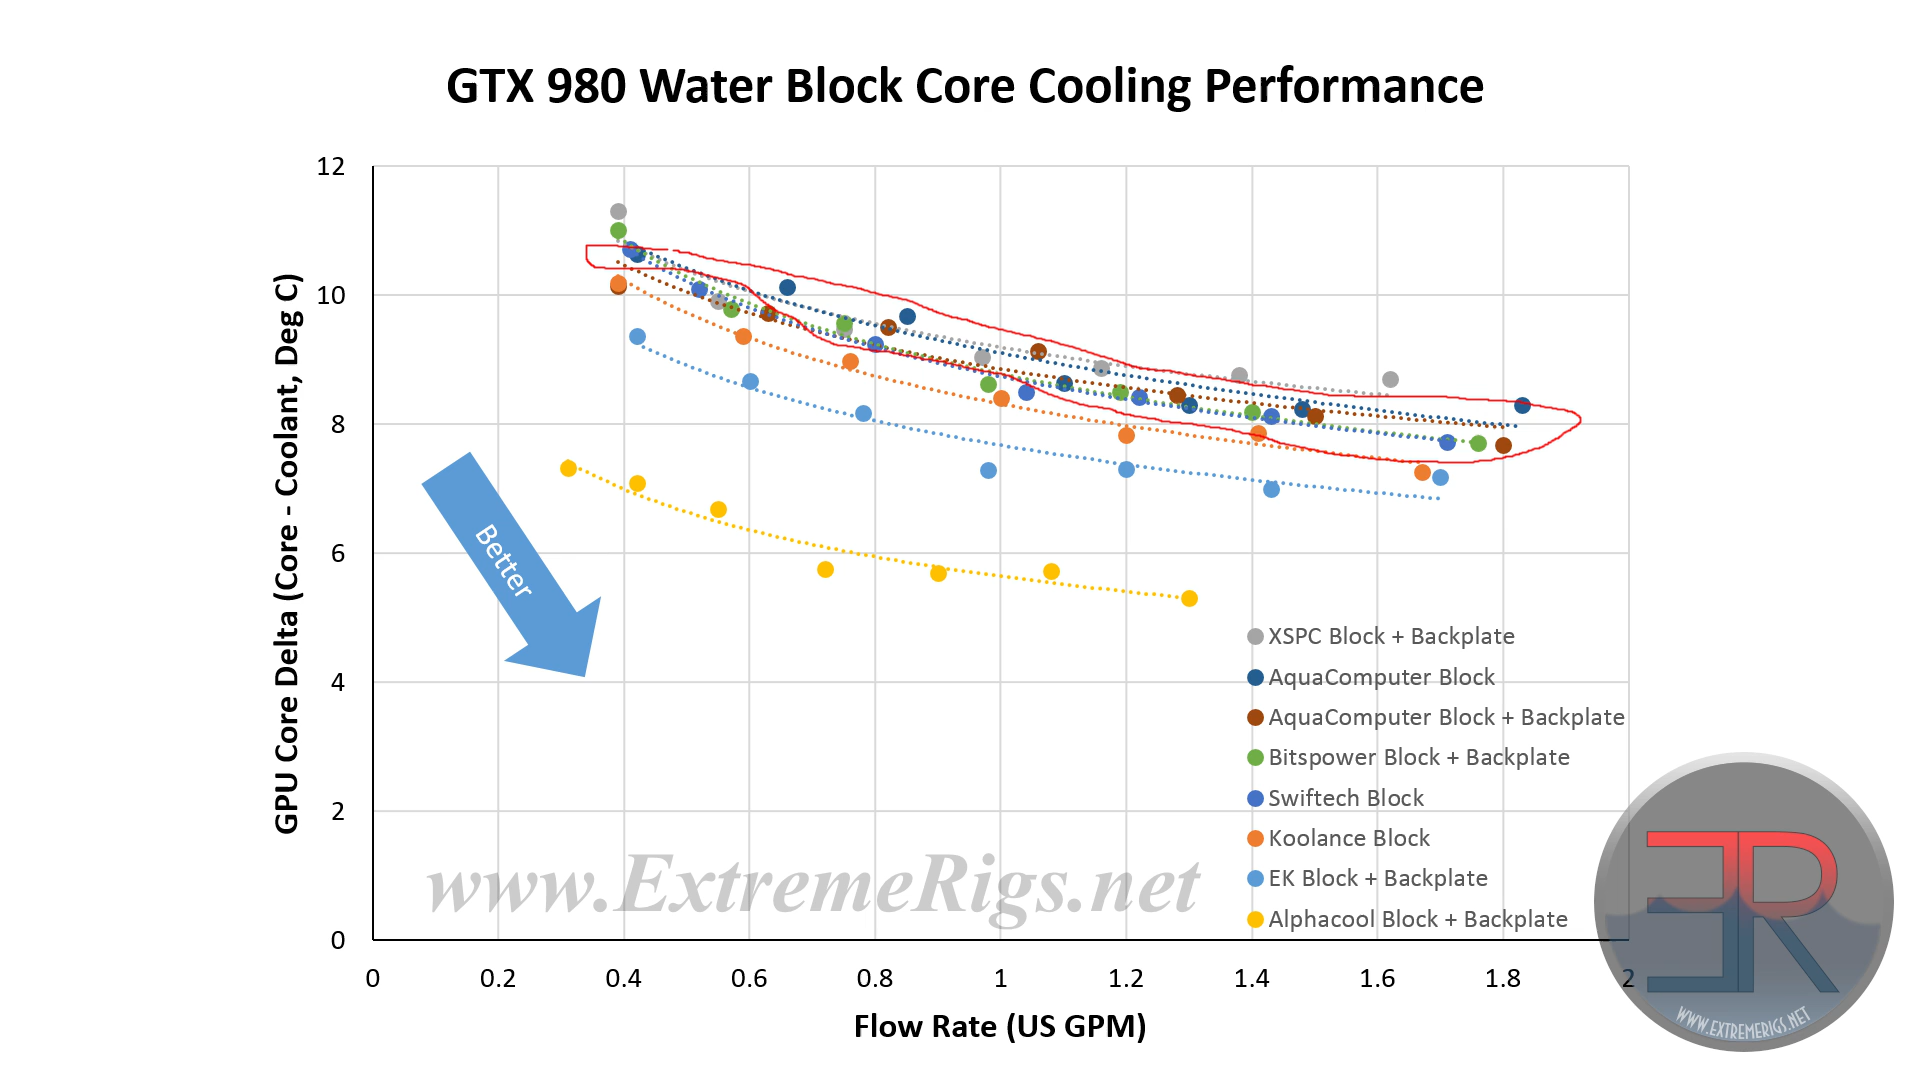 GTX 980 Water Block Core Cooling Performance
GPU Core Delta (Core - Coolant, Deg C)
12
10
8
6
4
2
0
Better
XSPC Block + Backplate
AquaComputer Block
AquaComputer Block + Backplate
Bitspower Block + Backplate
Swiftech Block
Koolance Block
EK Block + Backplate
Alphacool Block + Backplate
www.ExtremeRigs.net
0 0.2 0.4 0.6 0.8 1 1.2 1.4 1.6 1.8 2
Flow Rate (US GPM)
ER
WWW.EXTREMERIGS.NET